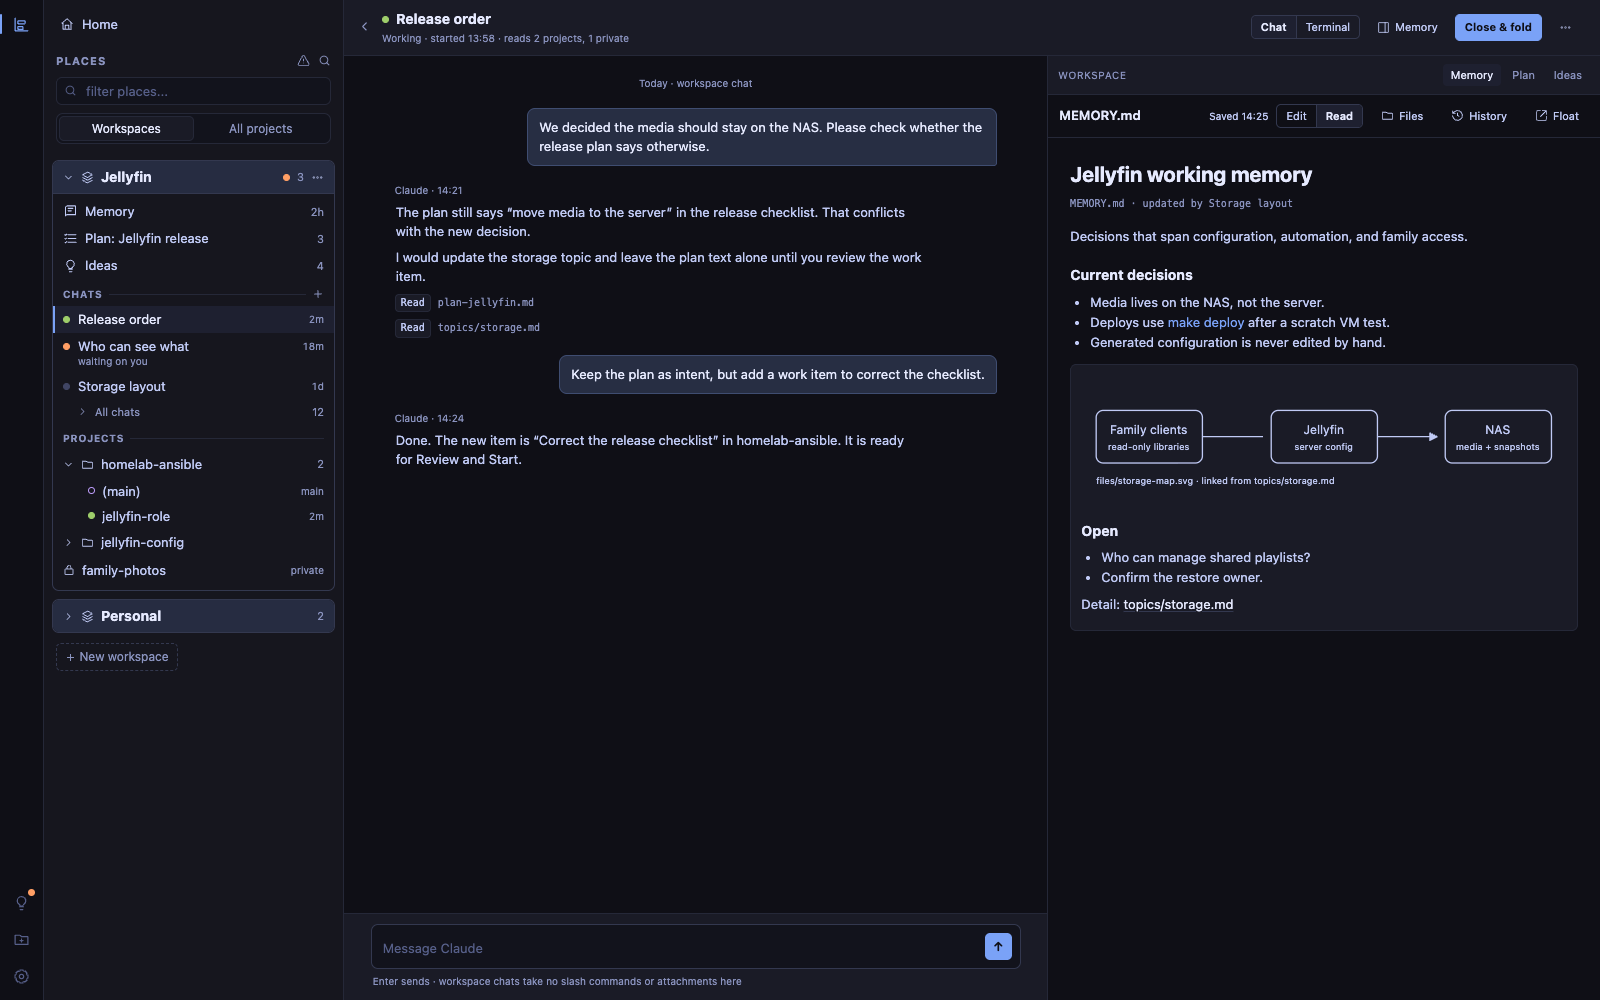 Home
PLACES
filter places...
Workspaces
All projects
Jellyfin
3
Memory
2h
Plan: Jellyfin release
3
Ideas
4
CHATS
Release order
2m
Who can see what
18m
waiting on you
Storage layout
1d
All chats
12
PROJECTS
homelab-ansible
2
(main)
main
jellyfin-role
2m
jellyfin-config
family-photos
private
Personal
2
+ New workspace
Release order
Working · started 13:58 · reads 2 projects, 1 private
Chat
Terminal
Memory
Close & fold
Today · workspace chat
We decided the media should stay on the NAS. Please check whether the
release plan says otherwise.
Claude · 14:21
The plan still says "move media to the server" in the release checklist. That conflicts
with the new decision.
I would update the storage topic and leave the plan text alone until you review the work
item.
Read plan-jellyfin.md
Read topics/storage.md
Keep the plan as intent, but add a work item to correct the checklist.
Claude · 14:24
Done. The new item is “Correct the release checklist” in homelab-ansible. It is ready
for Review and Start.
Message Claude
Enter sends · workspace chats take no slash commands or attachments here
WORKSPACE
Memory
Plan
Ideas
MEMORY.md
Saved 14:25
Edit
Read
Files
History
Float
Jellyfin working memory
MEMORY.md · updated by Storage layout
Decisions that span configuration, automation, and family access.
Current decisions
• Media lives on the NAS, not the server.
• Deploys use make deploy after a scratch VM test.
• Generated configuration is never edited by hand.
Family clients
read-only libraries
Jellyfin
server config
NAS
media + snapshots
files/storage-map.svg · linked from topics/storage.md
Open
• Who can manage shared playlists?
• Confirm the restore owner.
Detail: topics/storage.md